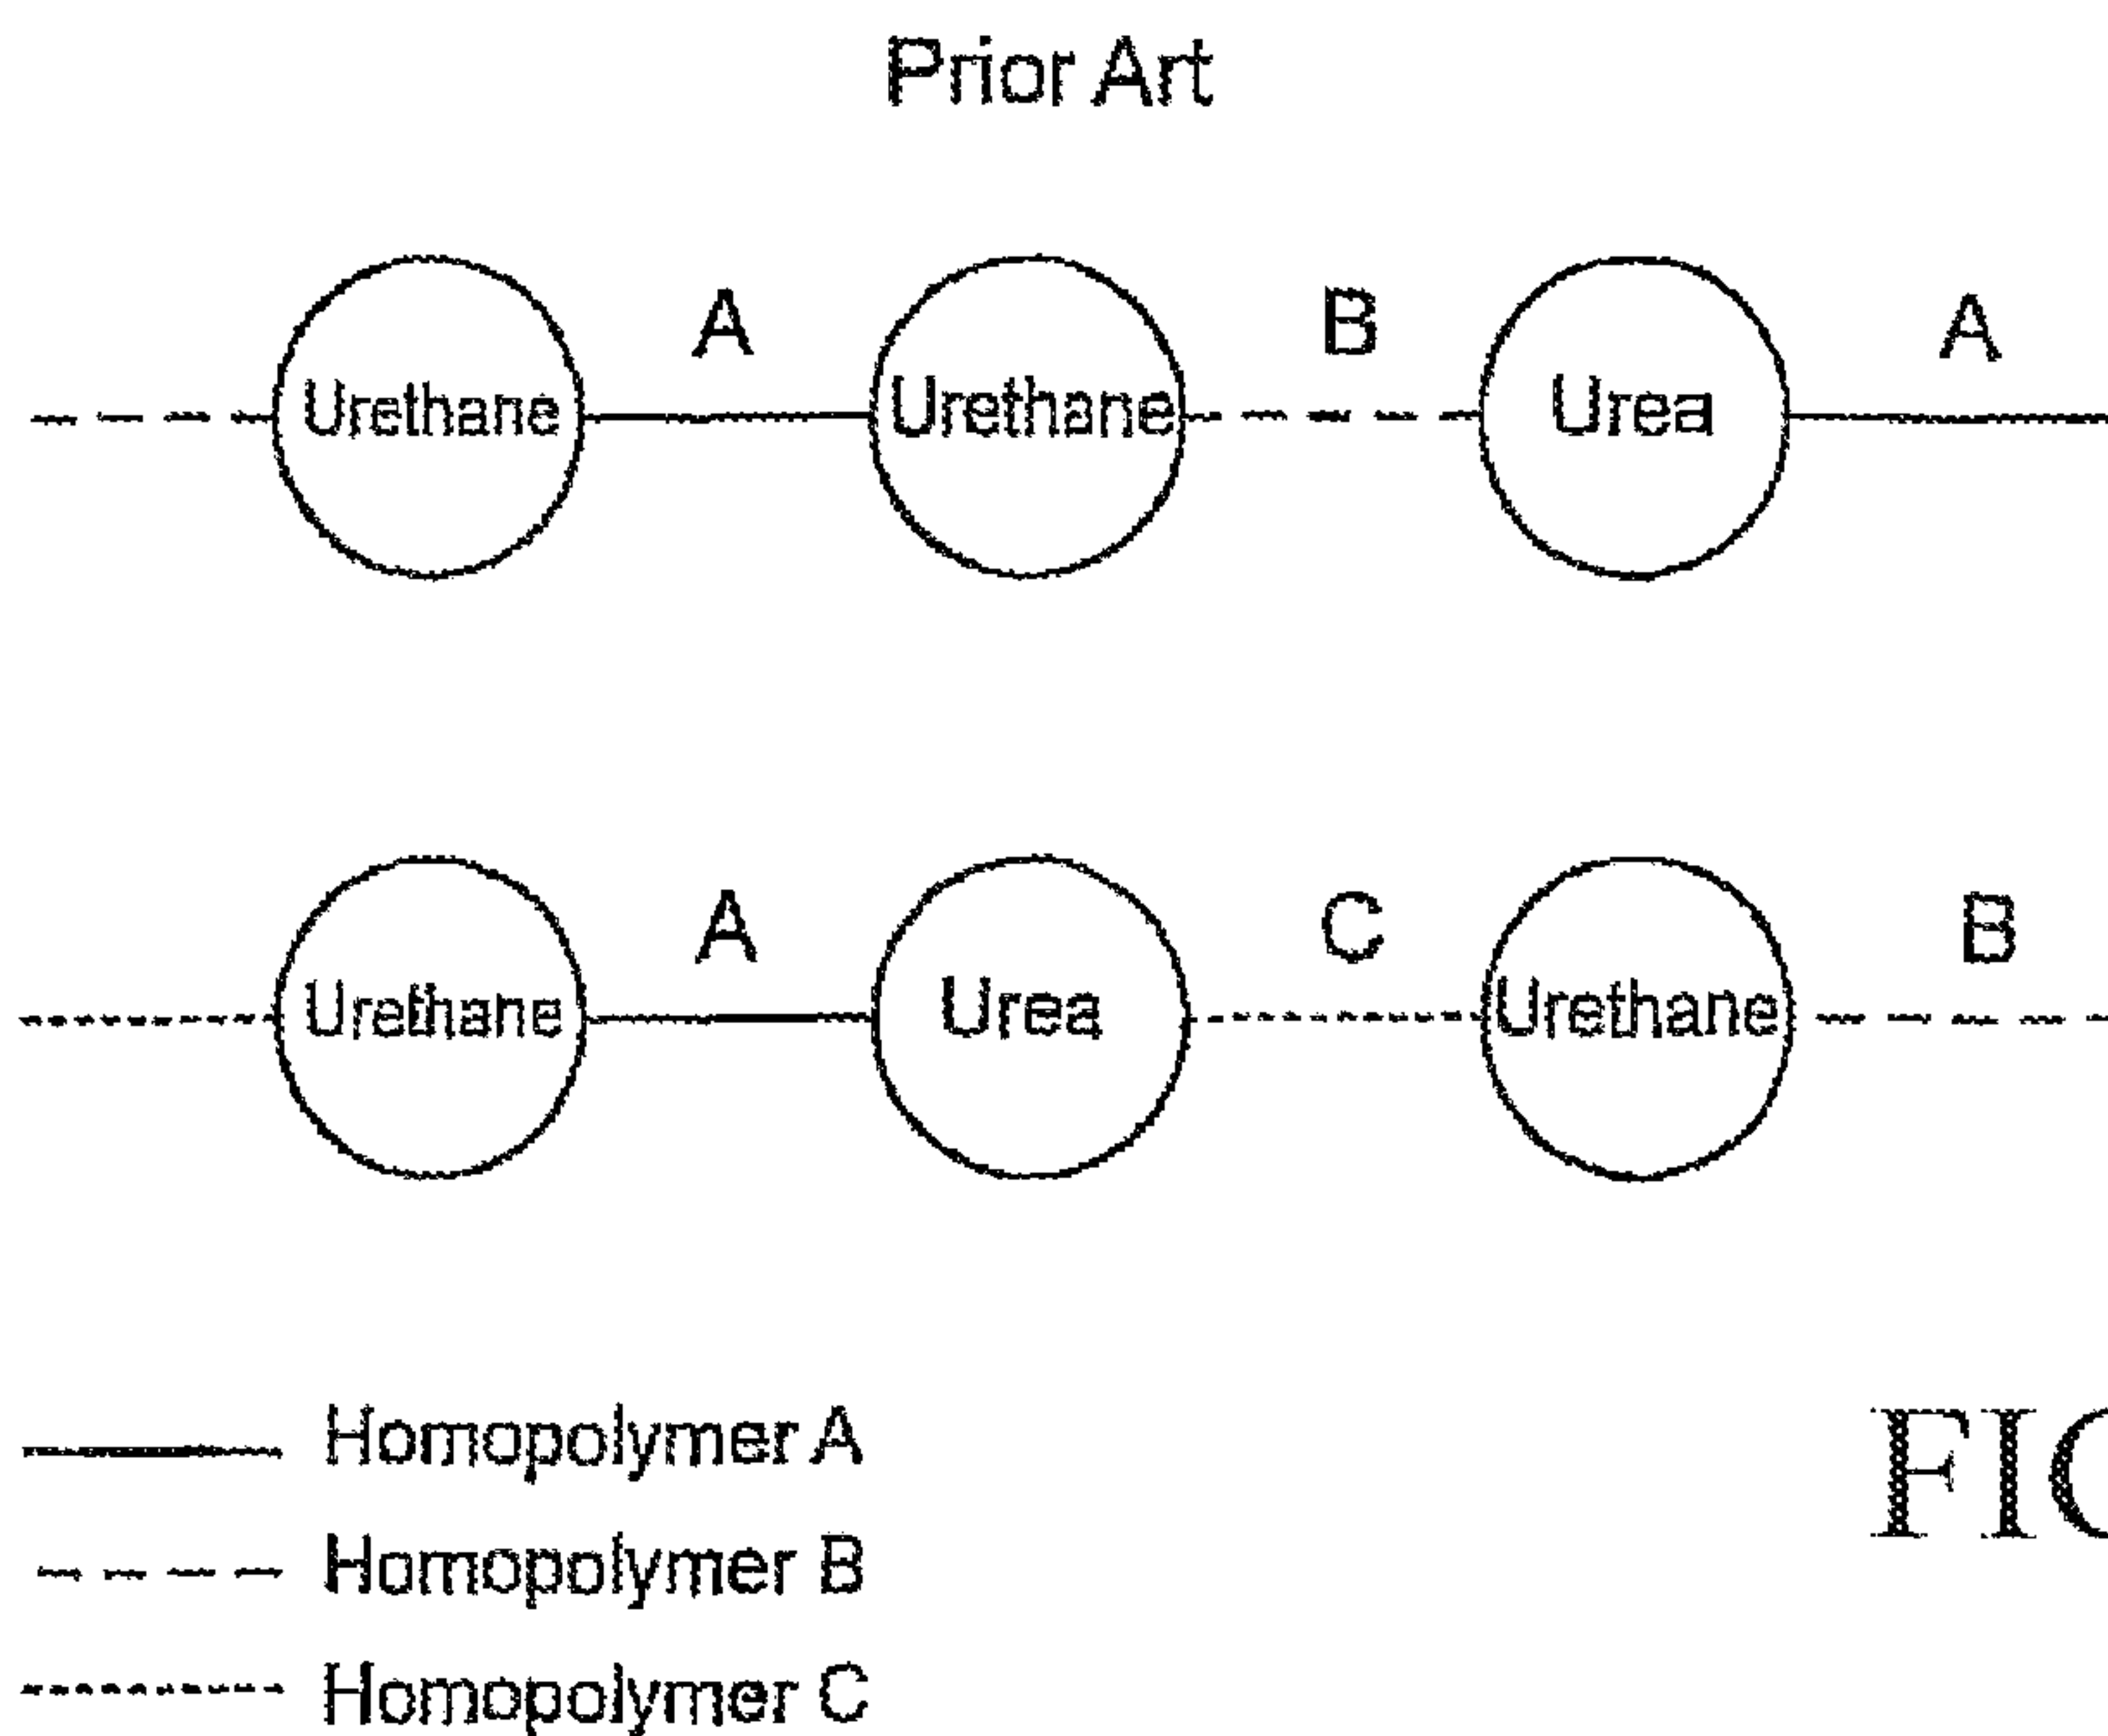 Prior Art
A B A
Urethane Urethane Urea
A C B
Urethane Urea Urethane
Homopolymer A
Homopolymer B
Homopolymer C